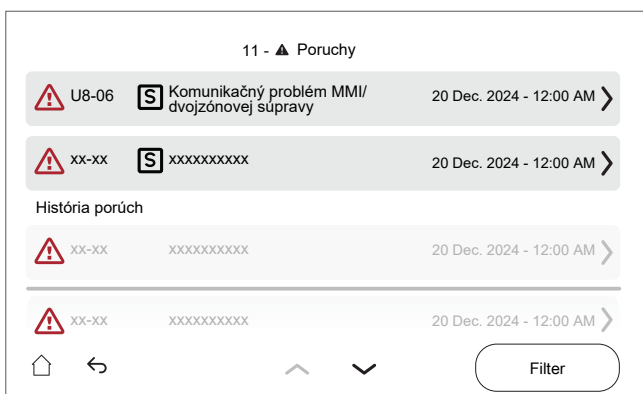 11 - Poruchy
U8-06 S Komunikačný problém MMI/ 20 Dec. 2024 - 12:00 AM
dvojzónovej súpravy
xx-xx S xxxxxxxxxx 20 Dec. 2024 - 12:00 AM
História porúch
xx-xx xxxxxxxxxx 20 Dec. 2024 - 12:00 AM
xx-xx xxxxxxxxxx 20 Dec. 2024 - 12:00 AM
Filter